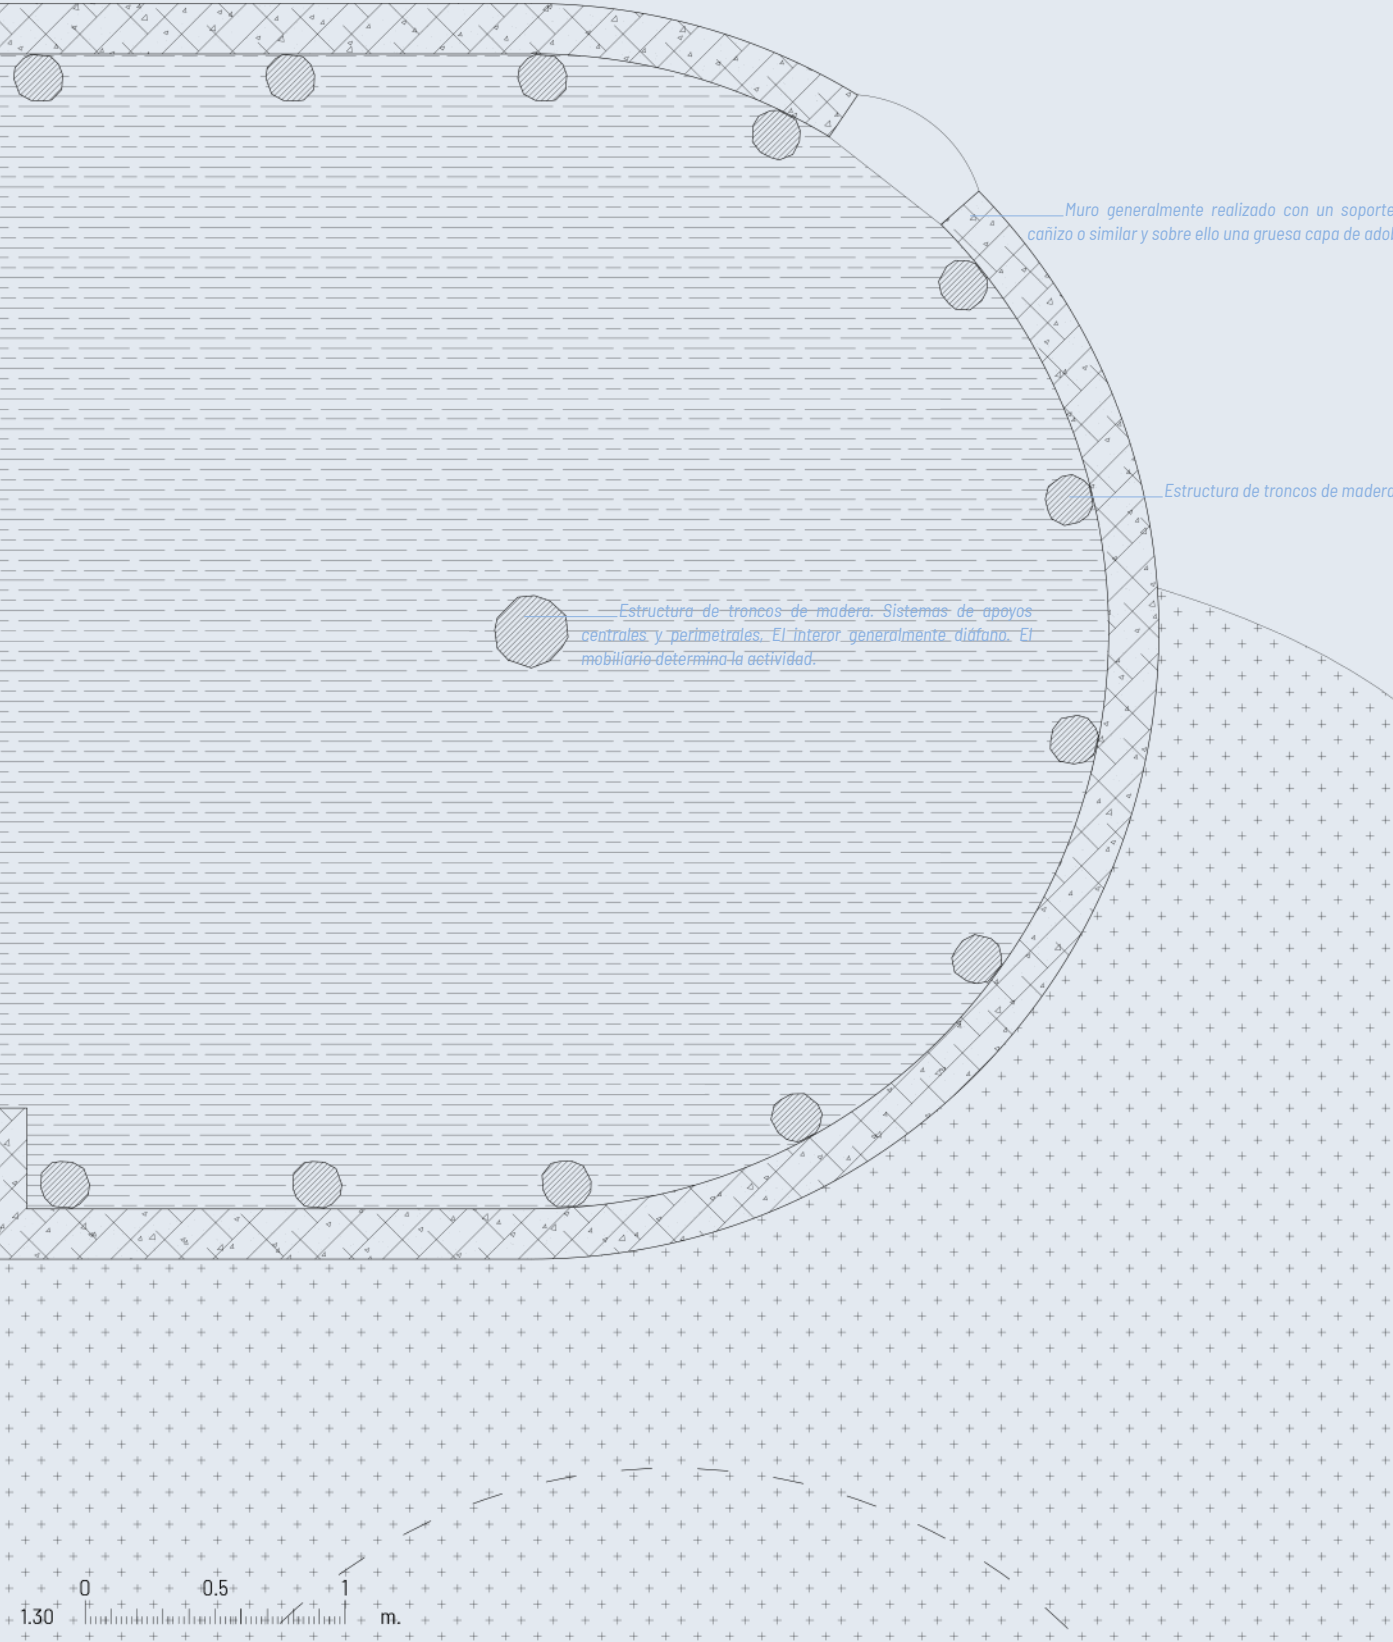 Muro generalmente realizado con un soporte
cañizo o similar y sobre ello una gruesa capa de
Estructura de troncos de madera
Estructura de troncos de madera. Sistemas de apoyos
centrales y perimetrales. El interor generalmente diáfano. El
mobiliario determina la actividad.
0 0.5 1
1.30 m.